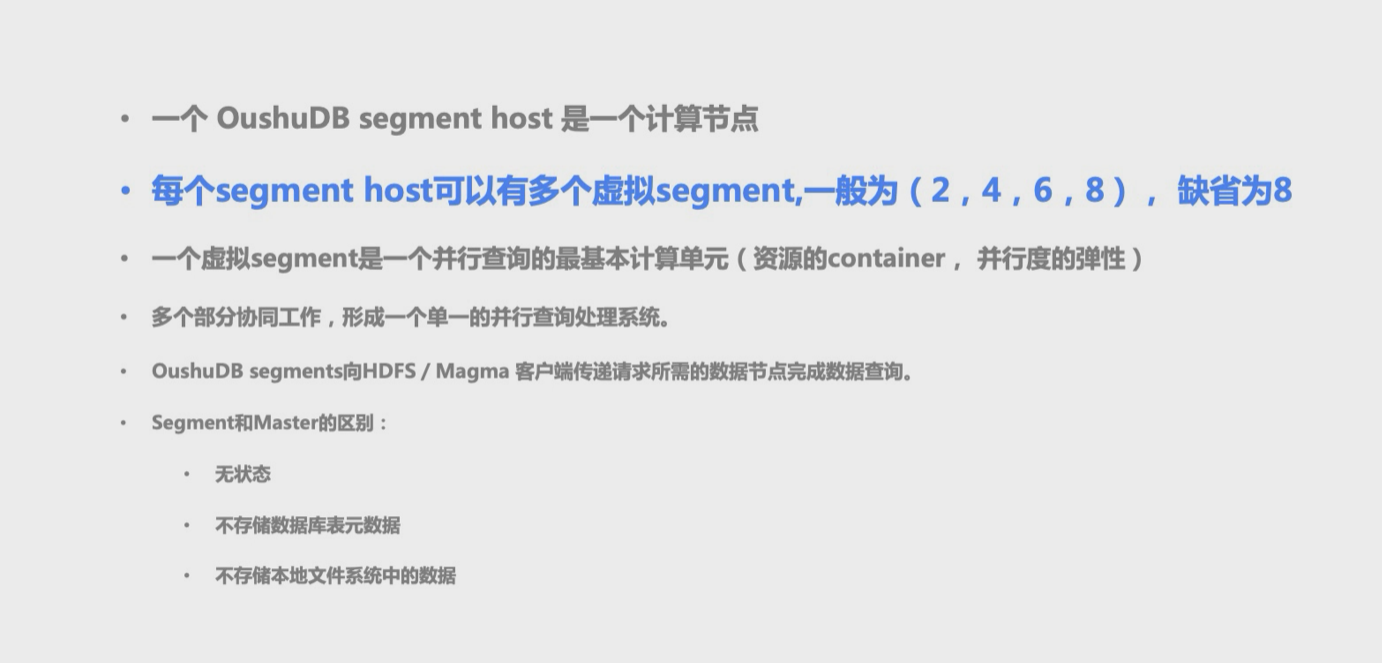 • 一个 OushuDB segment host 是一个计算节点
• 每个segment host可以有多个虚拟segment,一般为（2，4，6，8）， 缺省为8
• 一个虚拟segment是一个并行查询的最基本计算单元（资源的container， 并行度的弹性）
• 多个部分协同工作，形成一个单一的并行查询处理系统。
• OushuDB segments向HDFS / Magma 客户端传递请求所需的数据节点完成数据查询。
• Segment和Master的区别：
• 无状态
• 不存储数据库表元数据
• 不存储本地文件系统中的数据